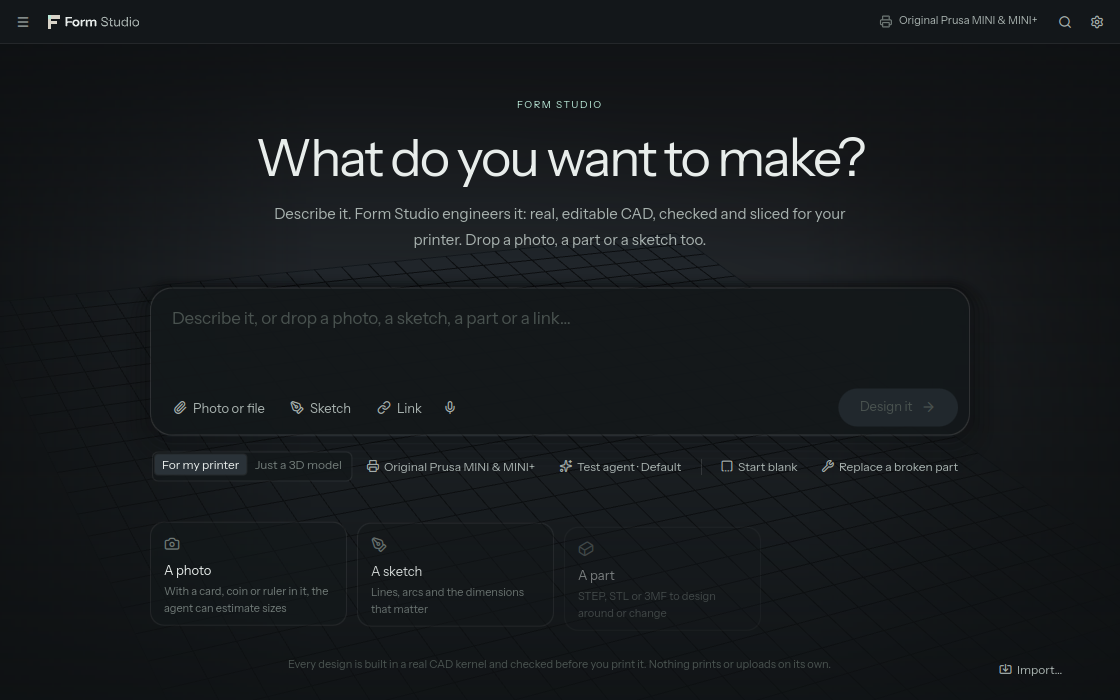 Form Studio
Original Prusa MINI & MINI+
FORM STUDIO
What do you want to make?
Describe it. Form Studio engineers it: real, editable CAD, checked and sliced for your
printer. Drop a photo, a part or a sketch too.
Describe it, or drop a photo, a sketch, a part or a link...
Photo or file
Sketch
Link
Design it
For my printer
Just a 3D model
Original Prusa MINI & MINI+
Test agent · Default
Start blank
Replace a broken part
A photo
With a card, coin or ruler in it, the
agent can estimate sizes
A sketch
Lines, arcs and the dimensions
that matter
A part
STEP, STL or 3MF to design
around or change
Every design is built in a real CAD kernel and checked before you print it. Nothing prints or uploads on its own.
Import...